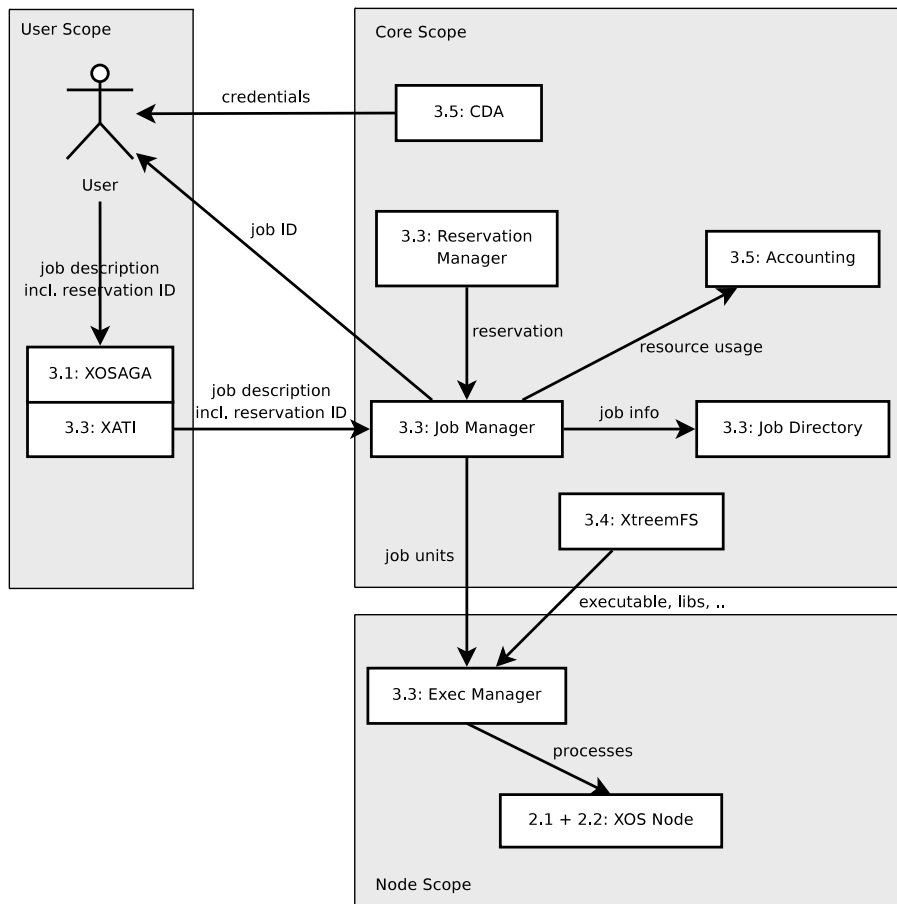 User Scope
Core Scope
credentials
3.5: CDA
User
job ID
3.3: Reservation
Manager
3.5: Accounting
job description
incl. reservation ID
reservation
resource usage
3.1: XOSAGA
job description
incl. reservation ID
3.3: XATI
3.3: Job Manager
job info
3.3: Job Directory
3.4: XtreemFS
job units
executable, libs, ..
3.3: Exec Manager
processes
2.1 + 2.2: XOS Node
Node Scope